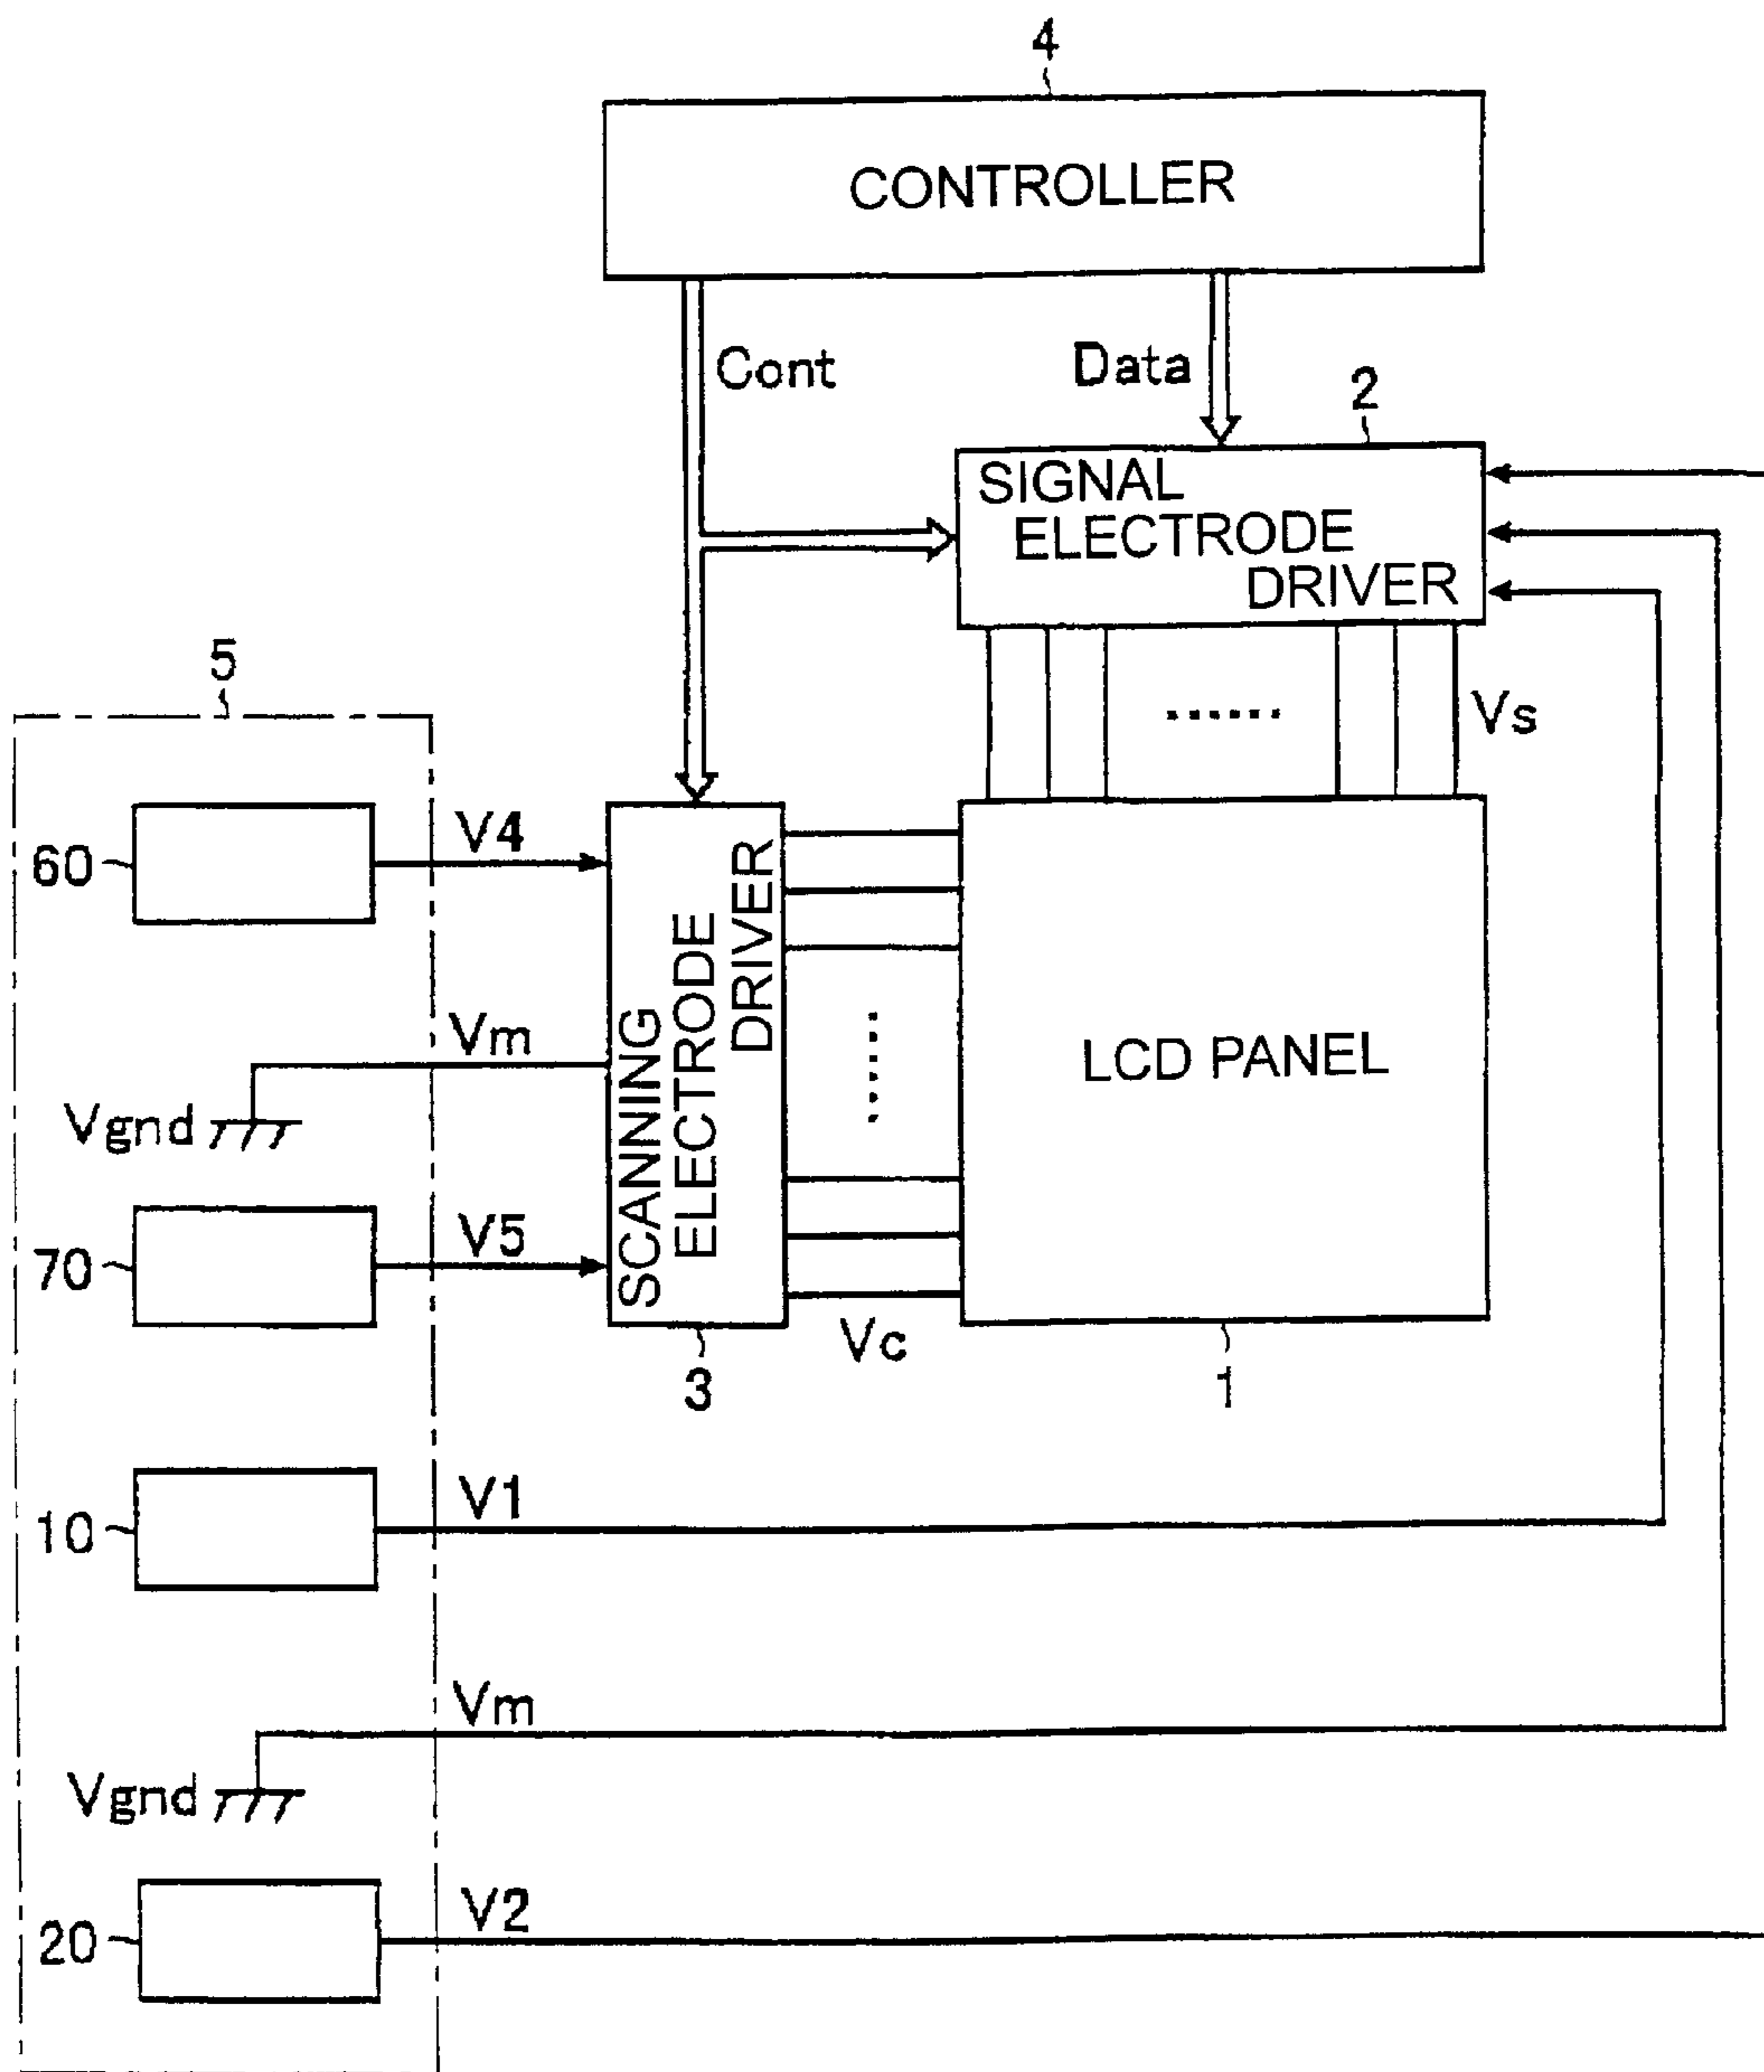 4
CONTROLLER
Cont
Data
2
SIGNAL
ELECTRODE
DRIVER
5
Vs
60
V4
SCANNING
ELECTRODE
DRIVER
LCD PANEL
Vm
Vgnd
70
V5
Vc
3
1
10
V1
Vm
Vgnd
20
V2